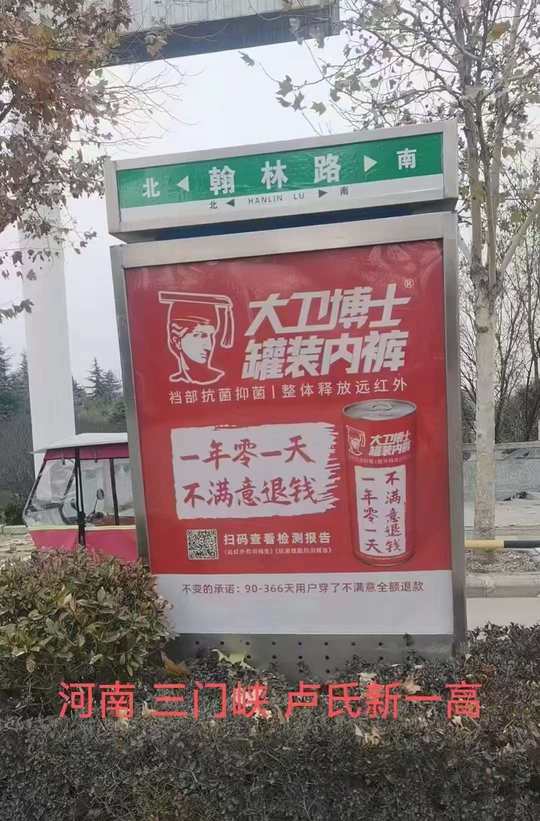 北 ◀ 翰林路 ▶ 南
北 ◀ HANLIN LU ▶ 南
大卫博士®
罐装内裤
裆部抗菌抑菌 | 整体释放远红外
一年零一天
不满意退钱
大卫博士
罐装内裤
不满意退钱
一年零一天
扫码查看检测报告
不变的承诺：90-366天用户穿了不满意全额退款
河南 三门峡 卢氏新一高